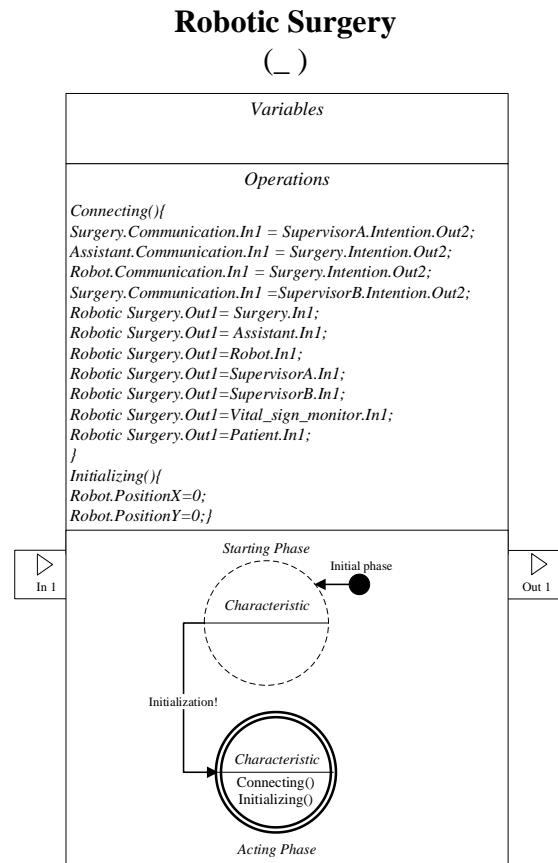 Robotic Surgery
(_ )
Variables
Operations
Connecting(){
Surgery.Communication.In1 = SupervisorA.Intention.Out2;
Assistant.Communication.In1 = Surgery.Intention.Out2;
Robot.Communication.In1 = Surgery.Intention.Out2;
Surgery.Communication.In1 =SupervisorB.Intention.Out2;
Robotic Surgery.Out1= Surgery.In1;
Robotic Surgery.Out1= Assistant.In1;
Robotic Surgery.Out1=Robot.In1;
Robotic Surgery.Out1=SupervisorA.In1;
Robotic Surgery.Out1=SupervisorB.In1;
Robotic Surgery.Out1=Vital_sign_monitor.In1;
Robotic Surgery.Out1=Patient.In1;
}
Initializing(){
Robot.PositionX=0;
Robot.PositionY=0;}
Starting Phase
Initial phase
In 1
Out 1
Characteristic
Initialization!
Characteristic
Connecting()
Initializing()
Acting Phase